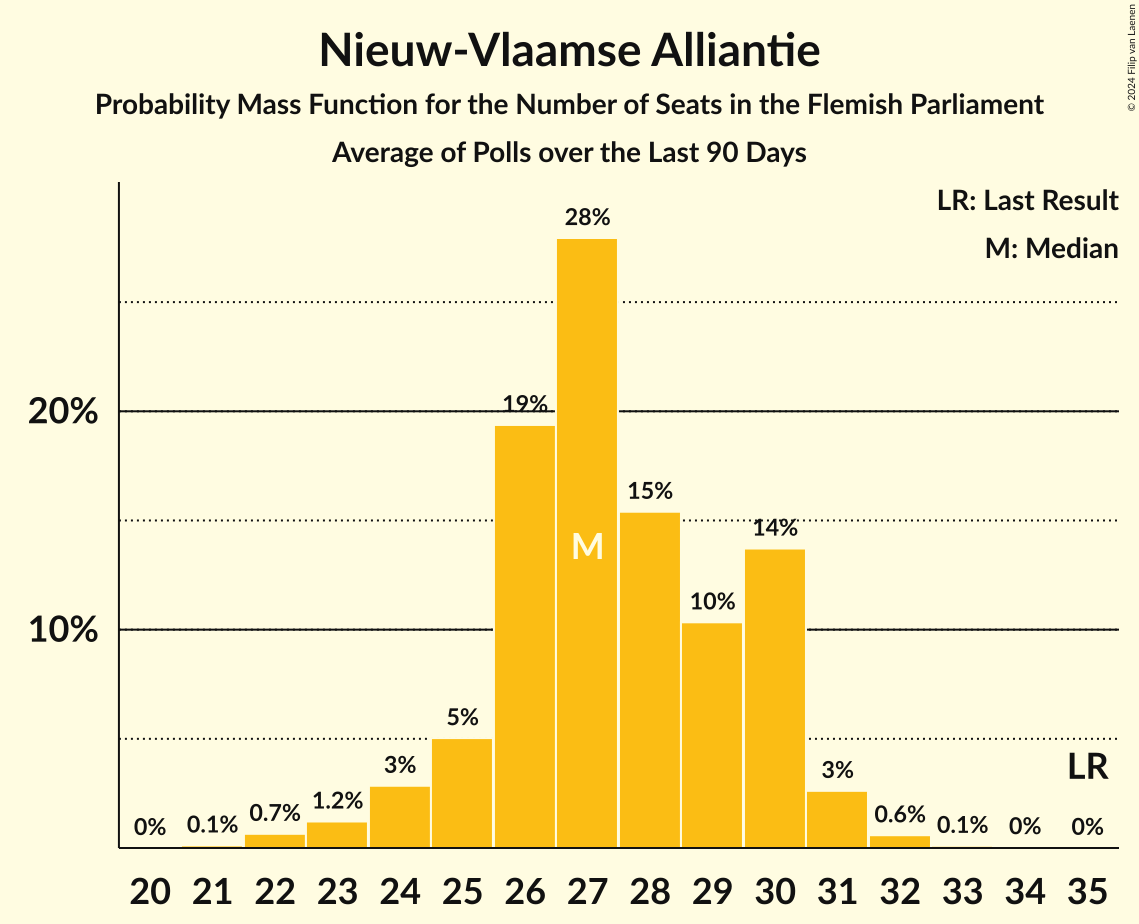 Nieuw-Vlaamse Alliantie
Probability Mass Function for the Number of Seats in the Flemish Parliament
Average of Polls over the Last 90 Days
© 2024 Filip van Laenen
LR: Last Result
M: Median
20%
10%
0%
0.1%
0.7%
1.2%
3%
5%
19%
28%
15%
10%
14%
3%
0.6%
0.1%
0%
0%
M
LR
20 21 22 23 24 25 26 27 28 29 30 31 32 33 34 35